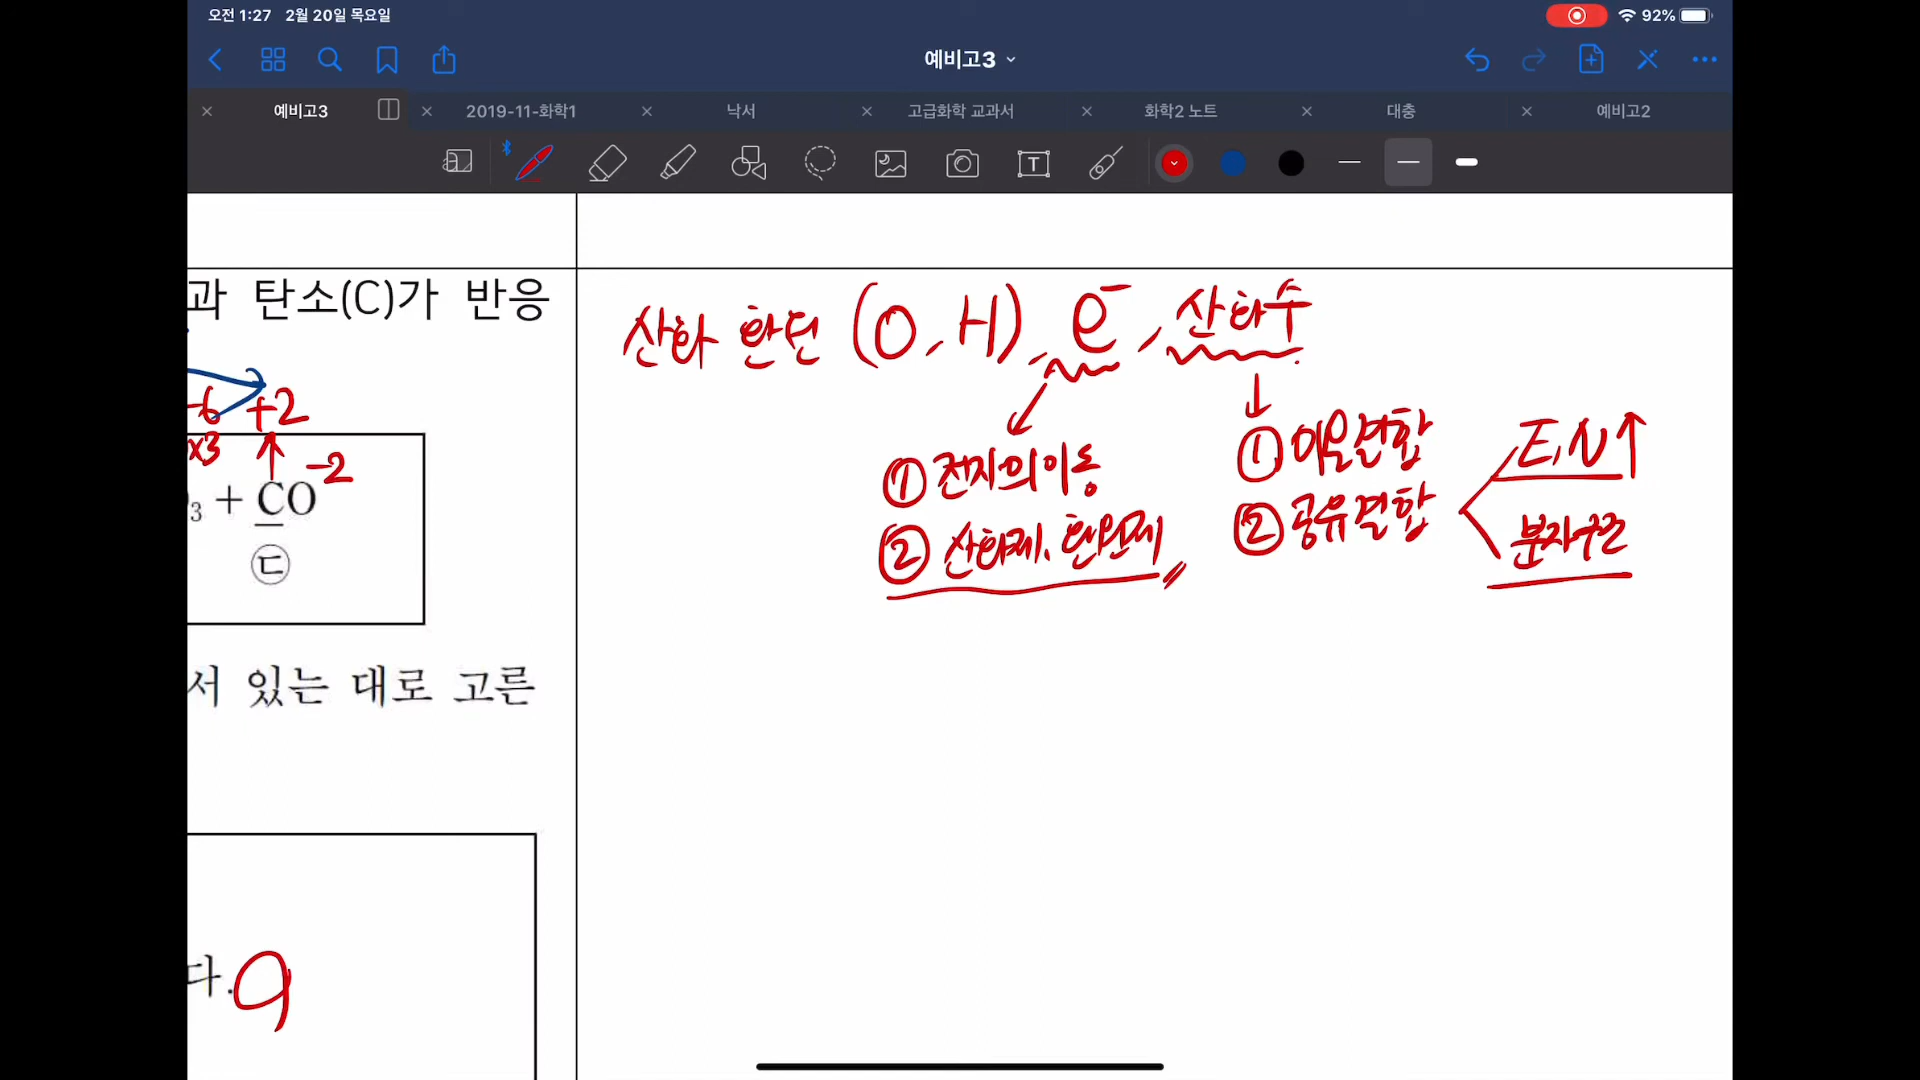 오전 1:27 2월 20일 목요일 92%
예비고3
예비고3 2019-11-화학1 낙서 고급화학 교과서 화학2 노트 대충 예비고2
과 탄소(C)가 반응
-6 +2
×3 -2
3 + CO
㉢
서 있는 대로 고른
다.
산화 환원 (O, H), e⁻, 산화수
① 전자의 이동
② 산화제, 환원제
① 이온결합
② 공유결합
E.N↑
분자구조